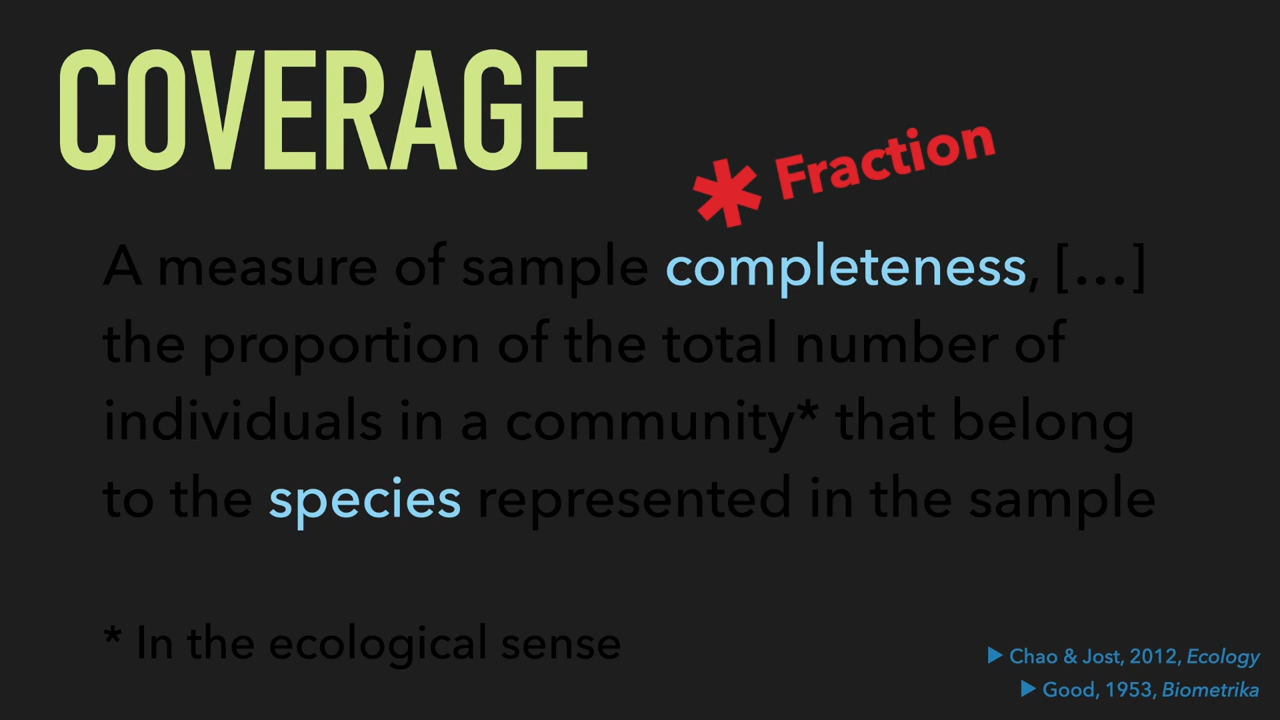 COVERAGE
* Fraction
A measure of sample completeness, […]
the proportion of the total number of
individuals in a community* that belong
to the species represented in the sample
* In the ecological sense
▶ Chao & Jost, 2012, Ecology
▶ Good, 1953, Biometrika